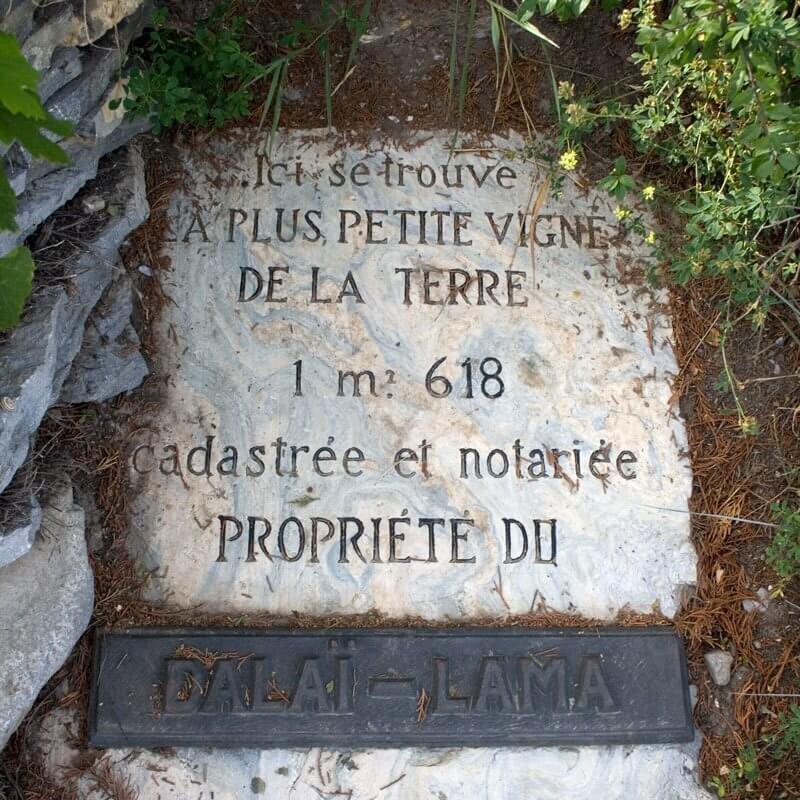 Ici se trouve
LA PLUS PETITE VIGNE
DE LA TERRE
1 m² 618
cadastrée et notariée
PROPRIÉTÉ DU
DALAÏ-LAMA